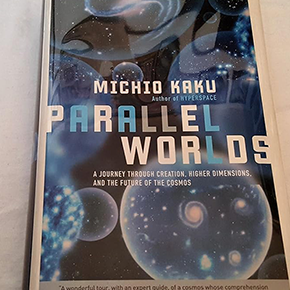 MICHIO KAKU
Author of HYPERSPACE
PARALLEL
WORLDS
A JOURNEY THROUGH CREATION, HIGHER DIMENSIONS,
AND THE FUTURE OF THE COSMOS
"A wonderful tour, with an expert guide, of a cosmos whose comprehension